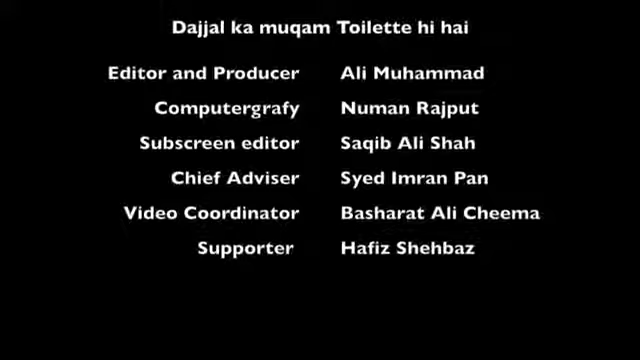 Dajjal ka muqam Toilette hi hai
Editor and Producer Ali Muhammad
Computergrafy Numan Rajput
Subscreen editor Saqib Ali Shah
Chief Adviser Syed Imran Pan
Video Coordinator Basharat Ali Cheema
Supporter Hafiz Shehbaz